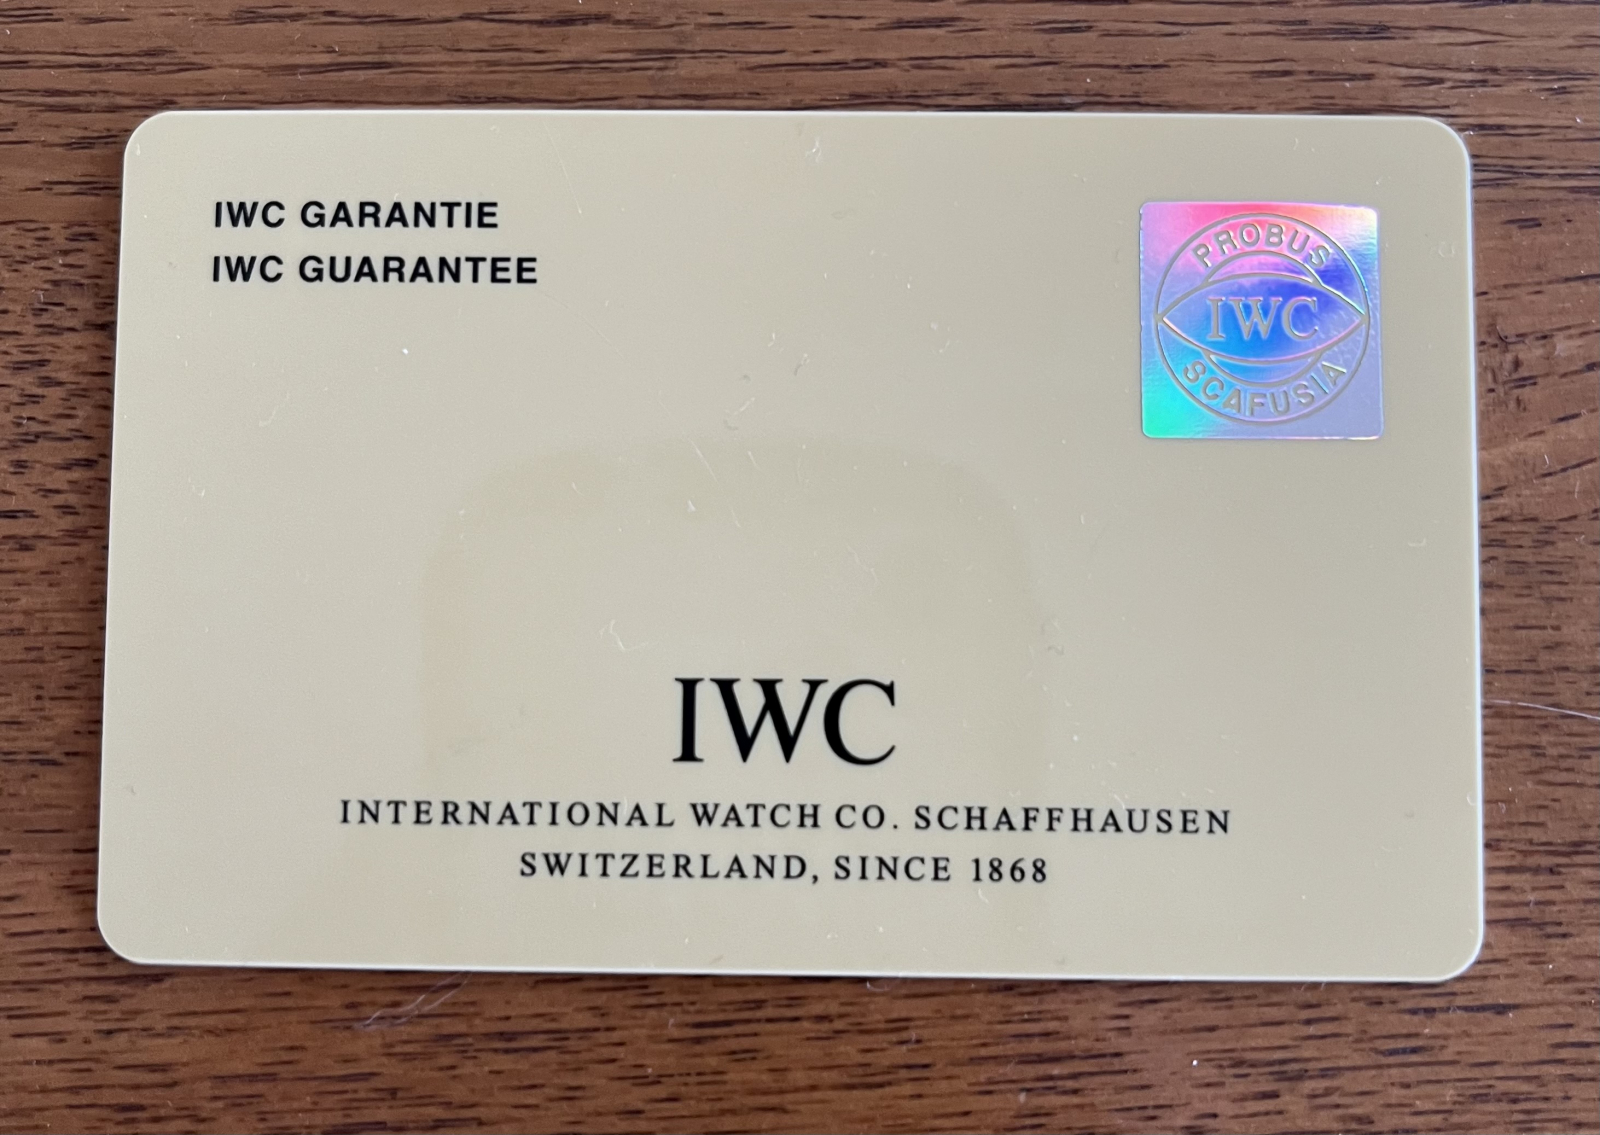 IWC GARANTIE
IWC GUARANTEE
PROBUS
IWC
SCAFUSIA
IWC
INTERNATIONAL WATCH CO. SCHAFFHAUSEN
SWITZERLAND, SINCE 1868